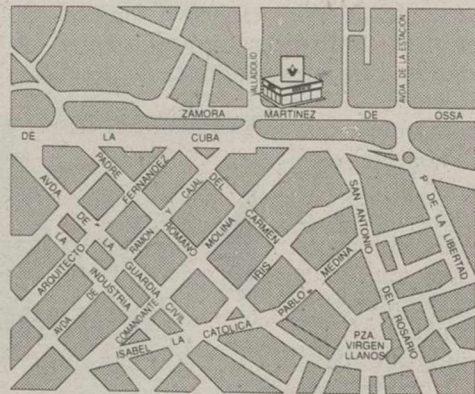 VALLADOLID
AVDA DE LA ESTACION
ZAMORA MARTINEZ DE OSSA
DE LA CUBA
PADRE
FERNANDEZ
CAJAL
DEL
AVDA
DE
LA
ARQUITECTO
LA
INDUSTRIA
RAMON
Y
ROMANO
MOLINA
CARMEN
SAN ANTONIO
P. DE LA LIBERTAD
GUARDIA
CIVIL
COMANDANTE
IRIS
MEDINA
PABLO
DEL ROSARIO
AVDA
DE
ISABEL LA CATOLICA
PZA
VIRGEN
LLANOS